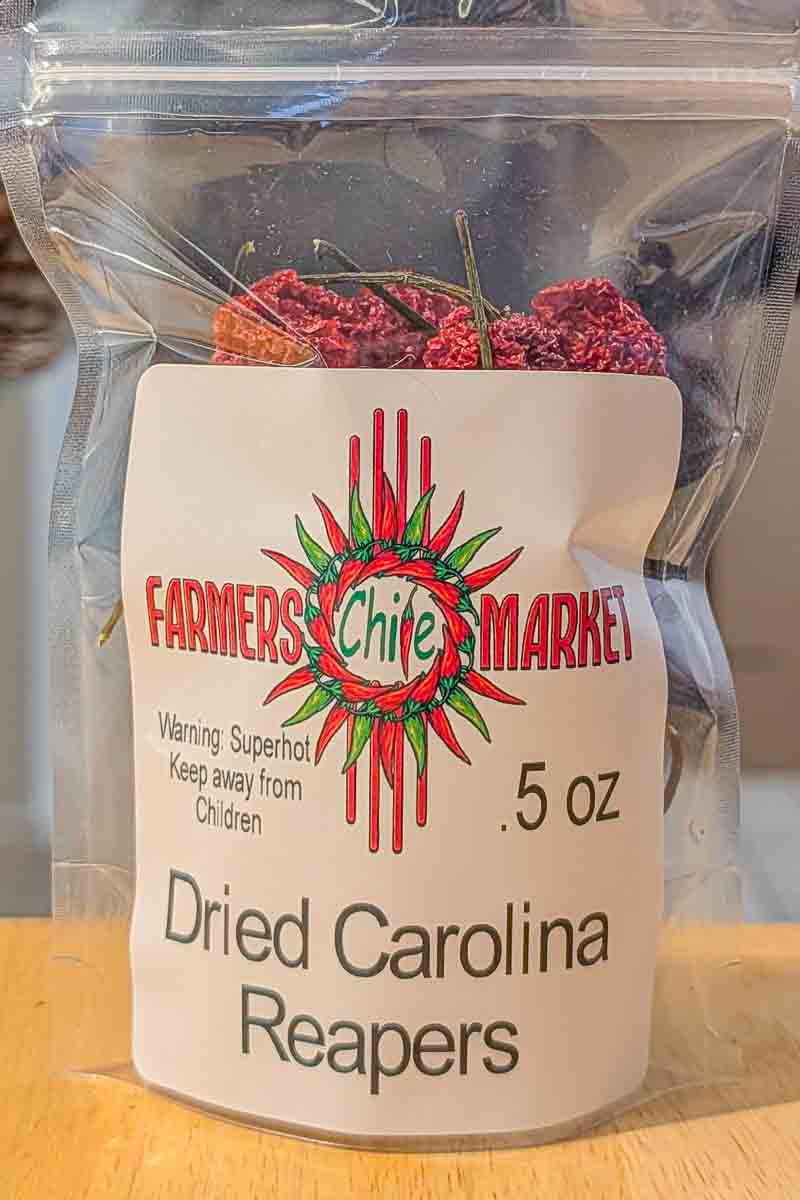 FARMERS Chile MARKET
Warning: Superhot
Keep away from
Children
.5 oz
Dried Carolina
Reapers